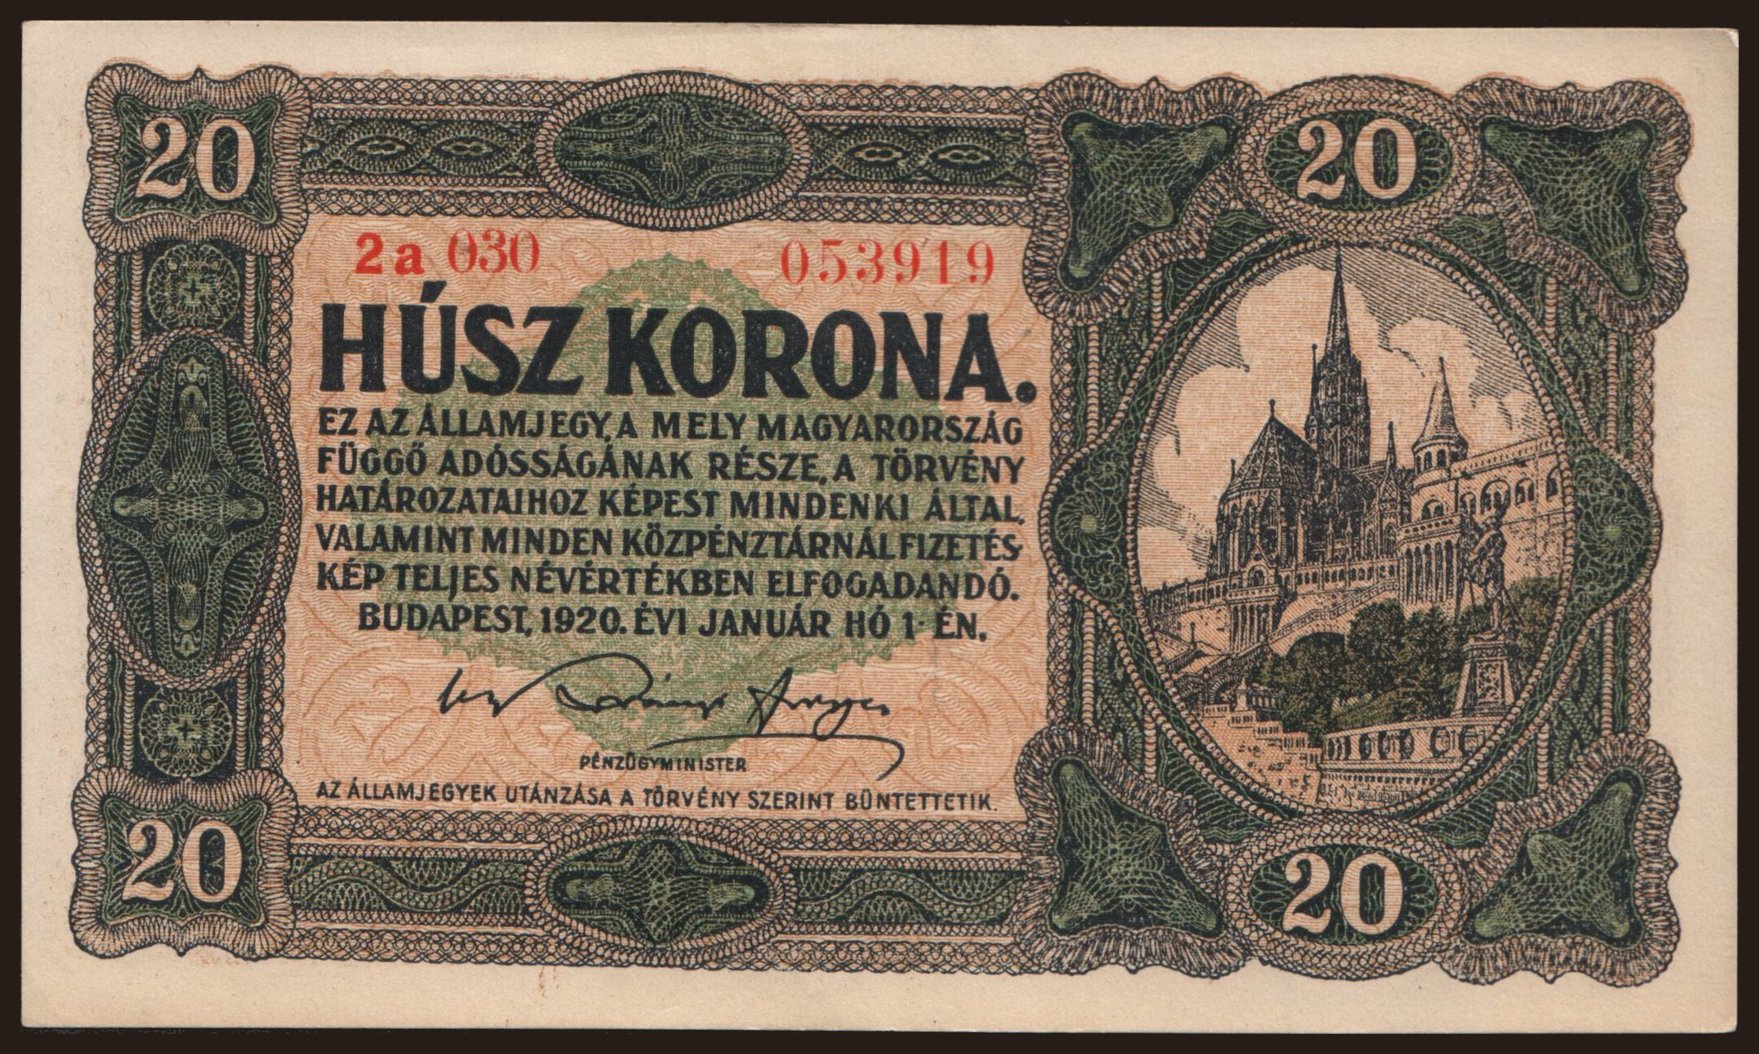 20
20
2a 030 053919
HÚSZ KORONA.
EZ AZ ÁLLAMJEGY, A MELY MAGYARORSZÁG
FÜGGŐ ADÓSSÁGÁNAK RÉSZE, A TÖRVÉNY
HATÁROZATAIHOZ KÉPEST MINDENKI ÁLTAL,
VALAMINT MINDEN KÖZPÉNZTÁRNÁL FIZETÉS-
KÉP TELJES NÉVÉRTÉKBEN ELFOGADANDÓ.
BUDAPEST, 1920. ÉVI JANUÁR HÓ 1-ÉN.
PÉNZÜGYMINISTER
AZ ÁLLAMJEGYEK UTÁNZÁSA A TÖRVÉNY SZERINT BÜNTETTETIK.
20
20